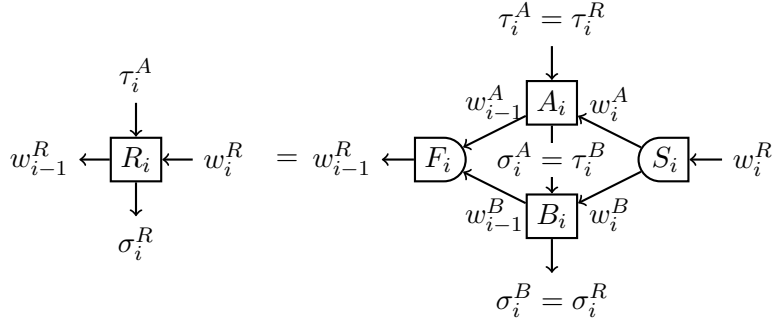 τ_i^A = τ_i^R
τ_i^A
w_{i-1}^A A_i w_i^A
w_{i-1}^R R_i w_i^R = w_{i-1}^R F_i σ_i^A = τ_i^B S_i w_i^R
w_{i-1}^B B_i w_i^B
σ_i^R
σ_i^B = σ_i^R